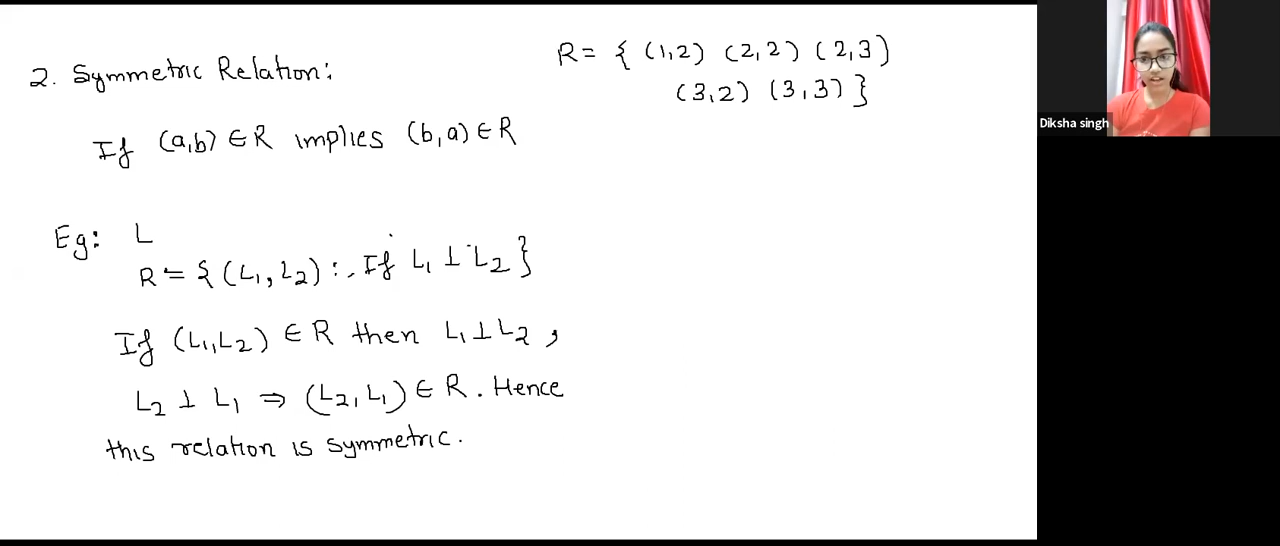 2. Symmetric Relation:
If (a,b) ∈ R implies (b,a) ∈ R
R = { (1,2) (2,2) (2,3)
(3,2) (3,3) }
Eg: L
R = { (L₁, L₂) : If L₁ ⊥ L₂ }
If (L₁,L₂) ∈ R then L₁ ⊥ L₂ ,
L₂ ⊥ L₁ ⇒ (L₂, L₁) ∈ R . Hence
this relation is symmetric.
Diksha singh